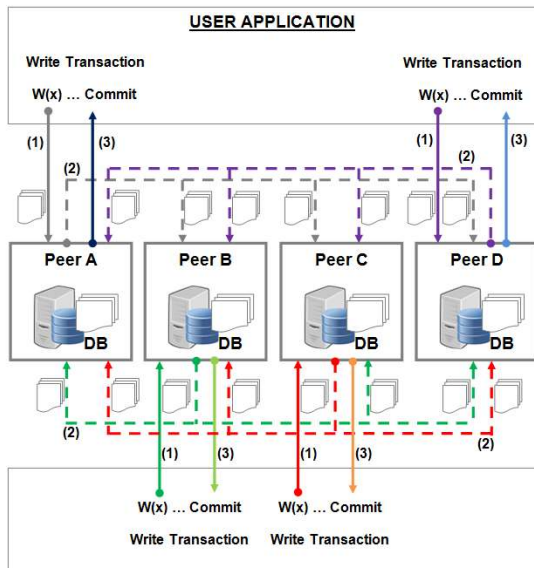 USER APPLICATION
Write Transaction Write Transaction
W(x) ... Commit W(x) ... Commit
(1) (3) (1) (3)
(2) (2)
Peer A Peer B Peer C Peer D
DB DB DB DB
(2) (2)
(1) (3) (1) (3)
W(x) ... Commit W(x) ... Commit
Write Transaction Write Transaction